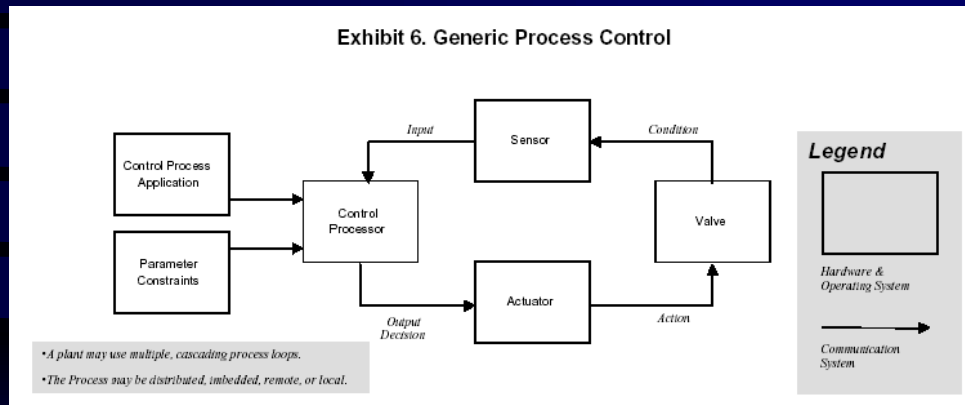 Exhibit 6. Generic Process Control
Input
Sensor
Condition
Control Process
Application
Control
Processor
Valve
Parameter
Constraints
Actuator
Output
Decision
Action
•A plant may use multiple, cascading process loops.
•The Process may be distributed, imbedded, remote, or local.
Legend
Hardware &
Operating System
Communication
System